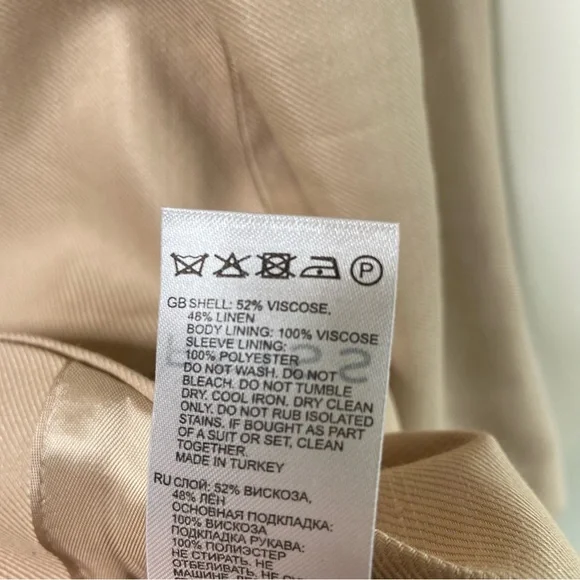 P
GB SHELL: 52% VISCOSE,
48% LINEN
BODY LINING: 100% VISCOSE
SLEEVE LINING:
100% POLYESTER
DO NOT WASH. DO NOT
BLEACH. DO NOT TUMBLE
DRY. COOL IRON. DRY CLEAN
ONLY. DO NOT RUB ISOLATED
STAINS. IF BOUGHT AS PART
OF A SUIT OR SET, CLEAN
TOGETHER.
MADE IN TURKEY
RU СЛОЙ: 52% ВИСКОЗА,
48% ЛЁН
ОСНОВНАЯ ПОДКЛАДКА:
100% ВИСКОЗА
ПОДКЛАДКА РУКАВА:
100% ПОЛИЭСТЕР
НЕ СТИРАТЬ. НЕ